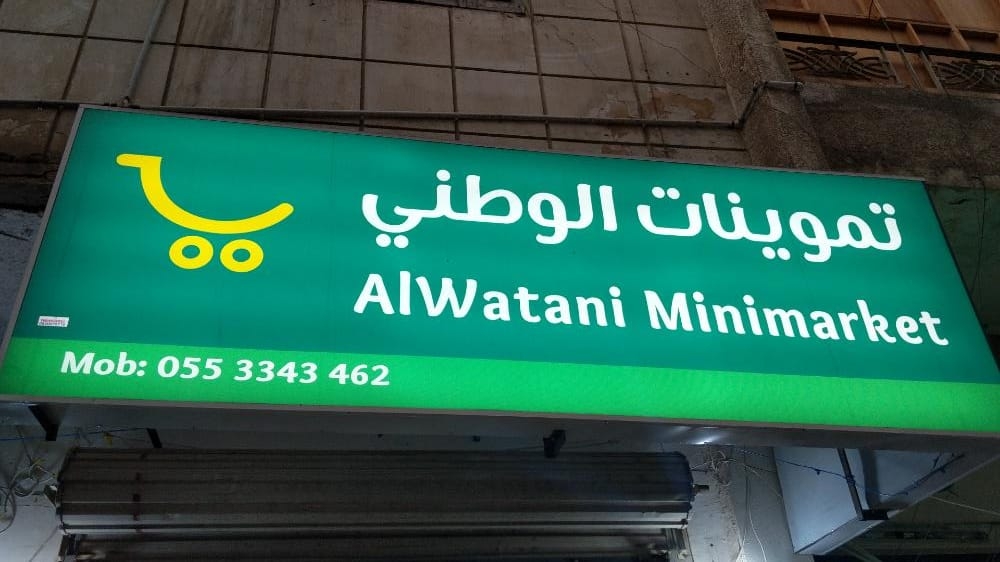 تموينات الوطني
AlWatani Minimarket
Mob: 055 3343 462